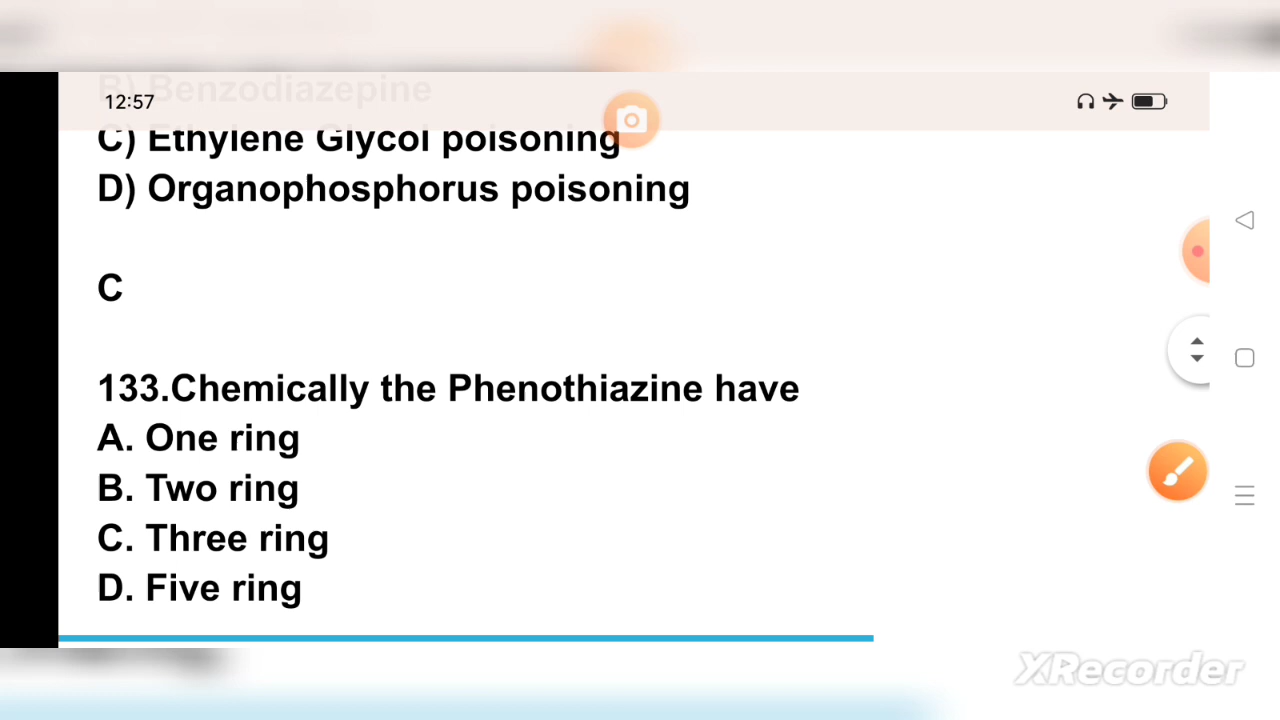 B) Benzodiazepine
12:57
C) Ethylene Glycol poisoning
D) Organophosphorus poisoning
C
133.Chemically the Phenothiazine have
A. One ring
B. Two ring
C. Three ring
D. Five ring
XRecorder